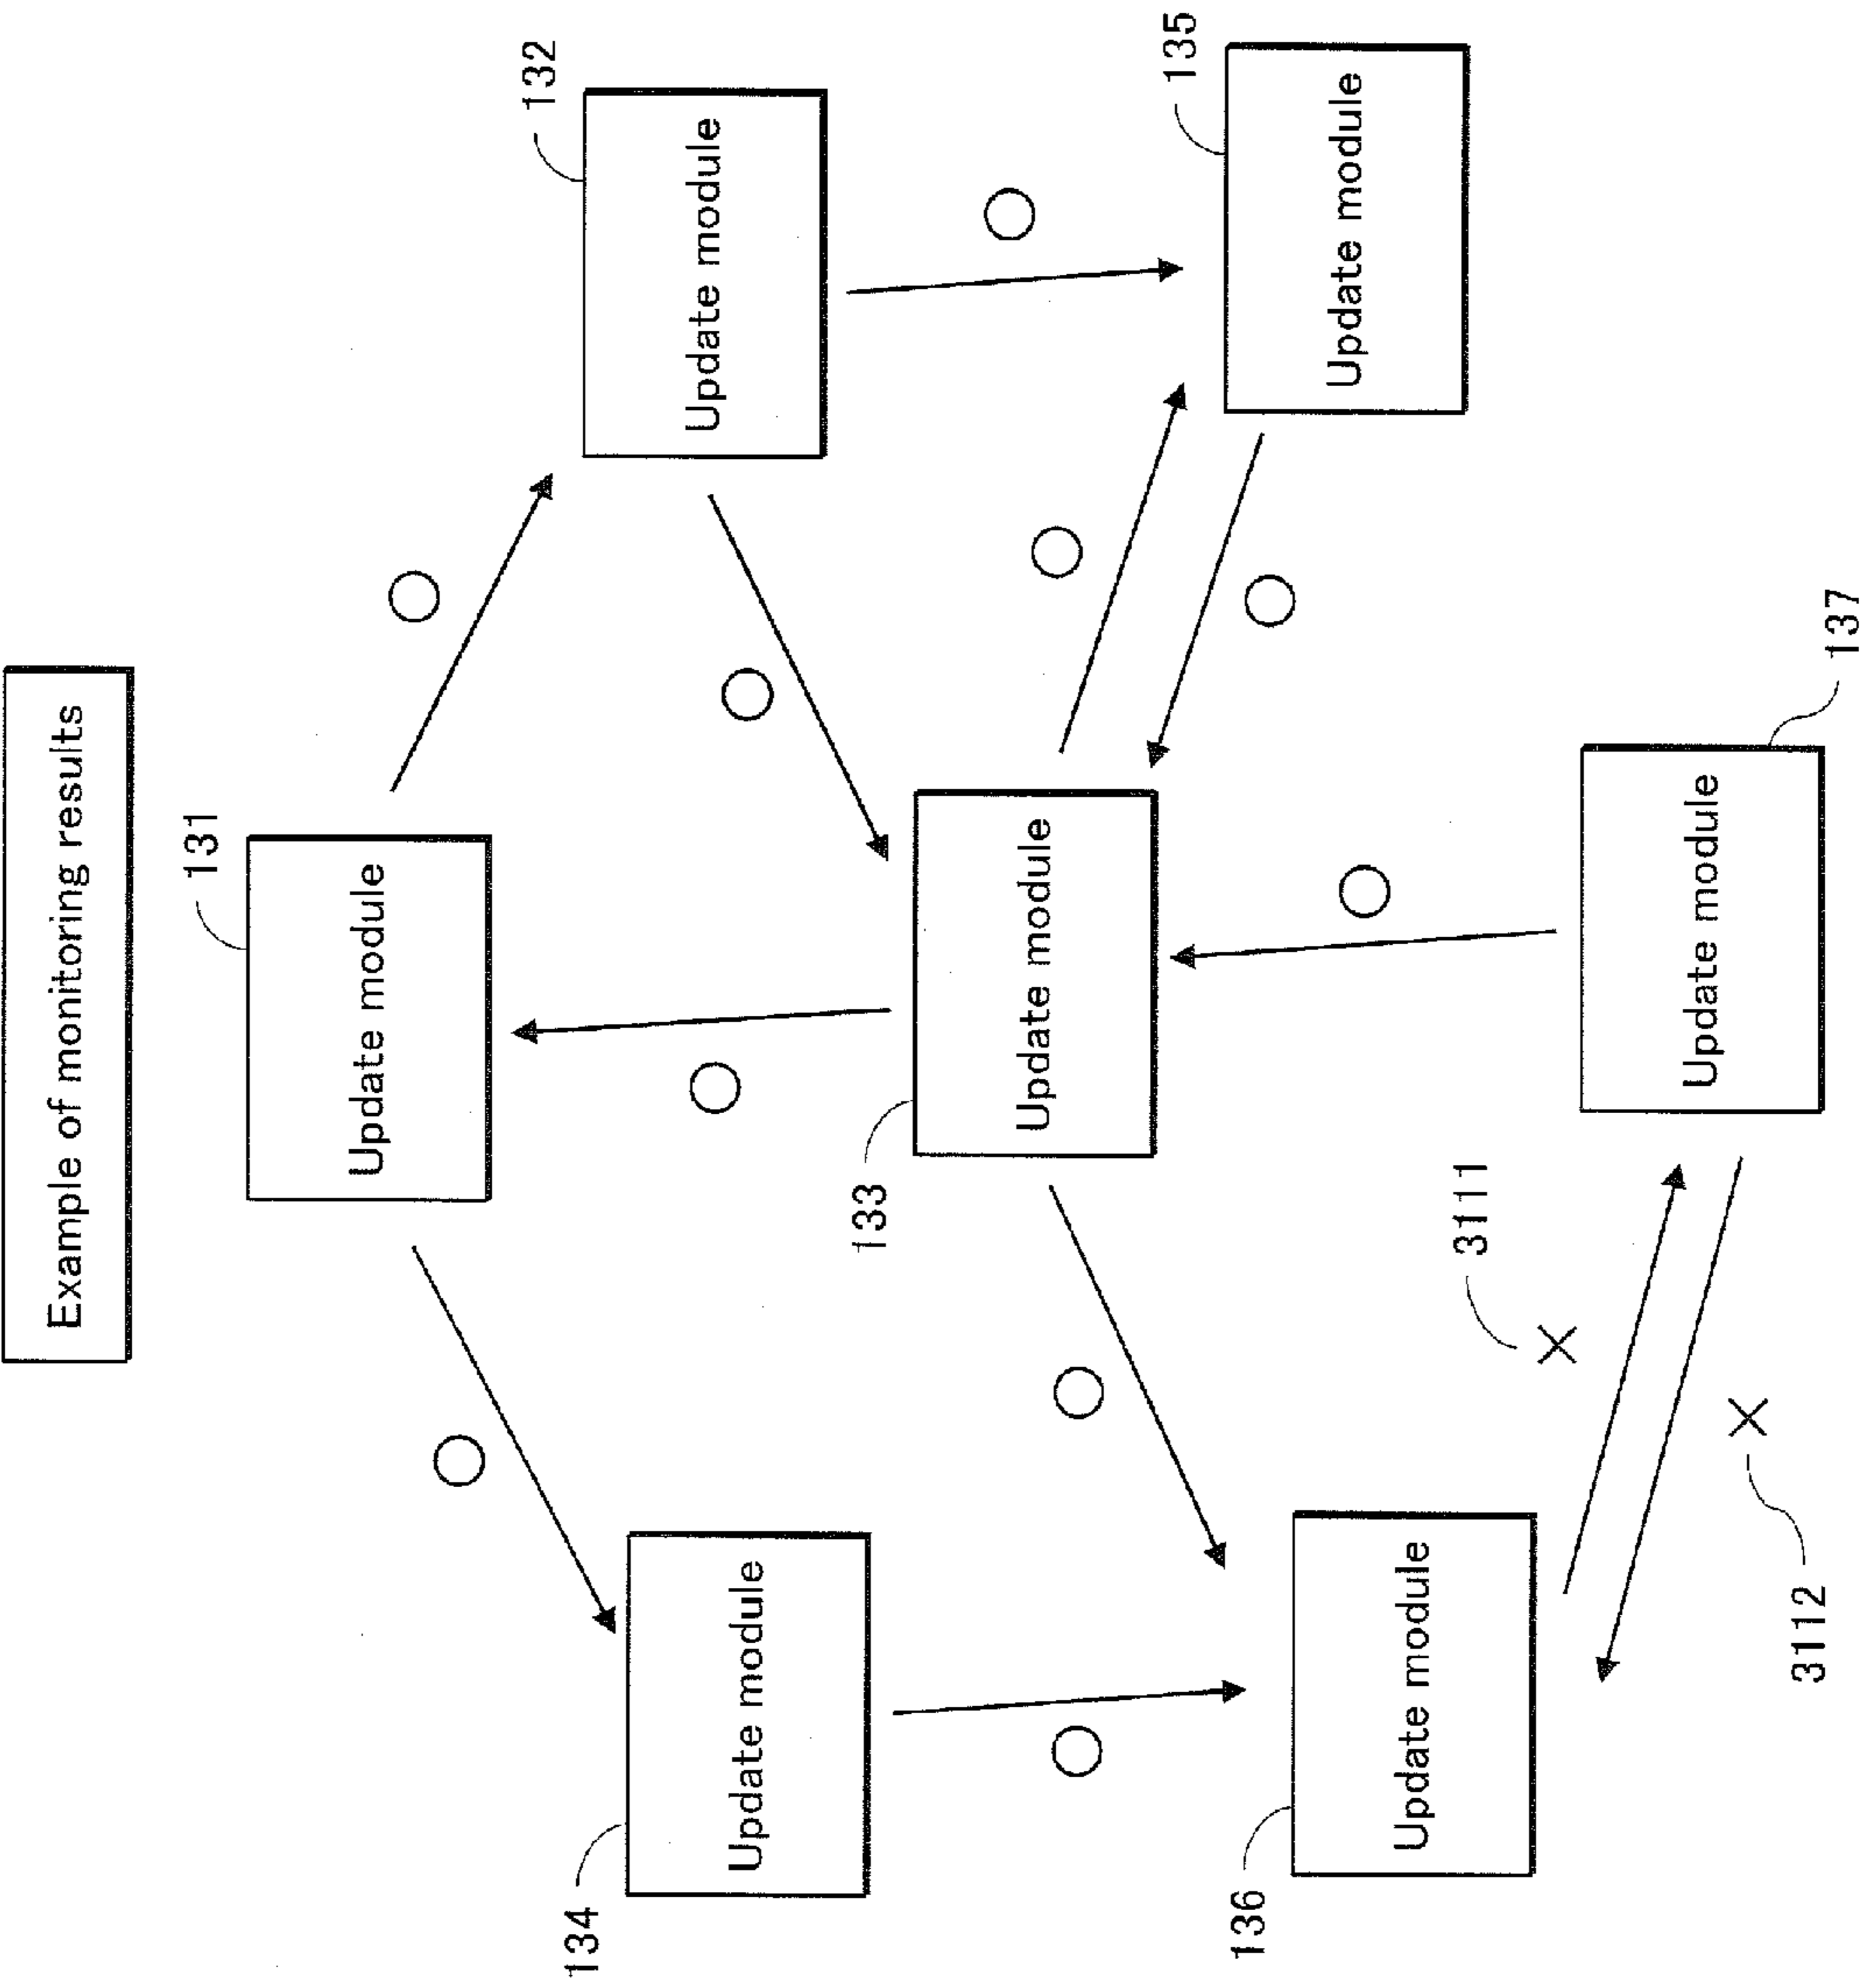 Example of monitoring results
131
Update module
132
134
Update module
Update module
133
Update module
135
136
Update module
Update module
3111
Update module
3112
137